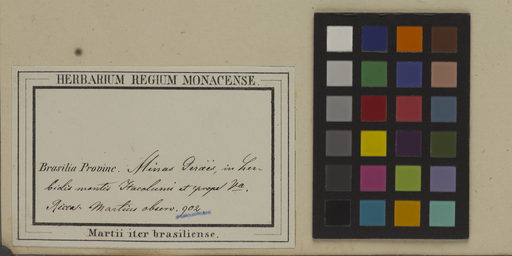 HERBARIUM REGIUM MONACENSE.
Brasilia Provinc. Minas Geraës, in her-
bidis montis Itacolumi et prope Va.
Ricca. Martius observ. 902
Martii iter brasiliense.